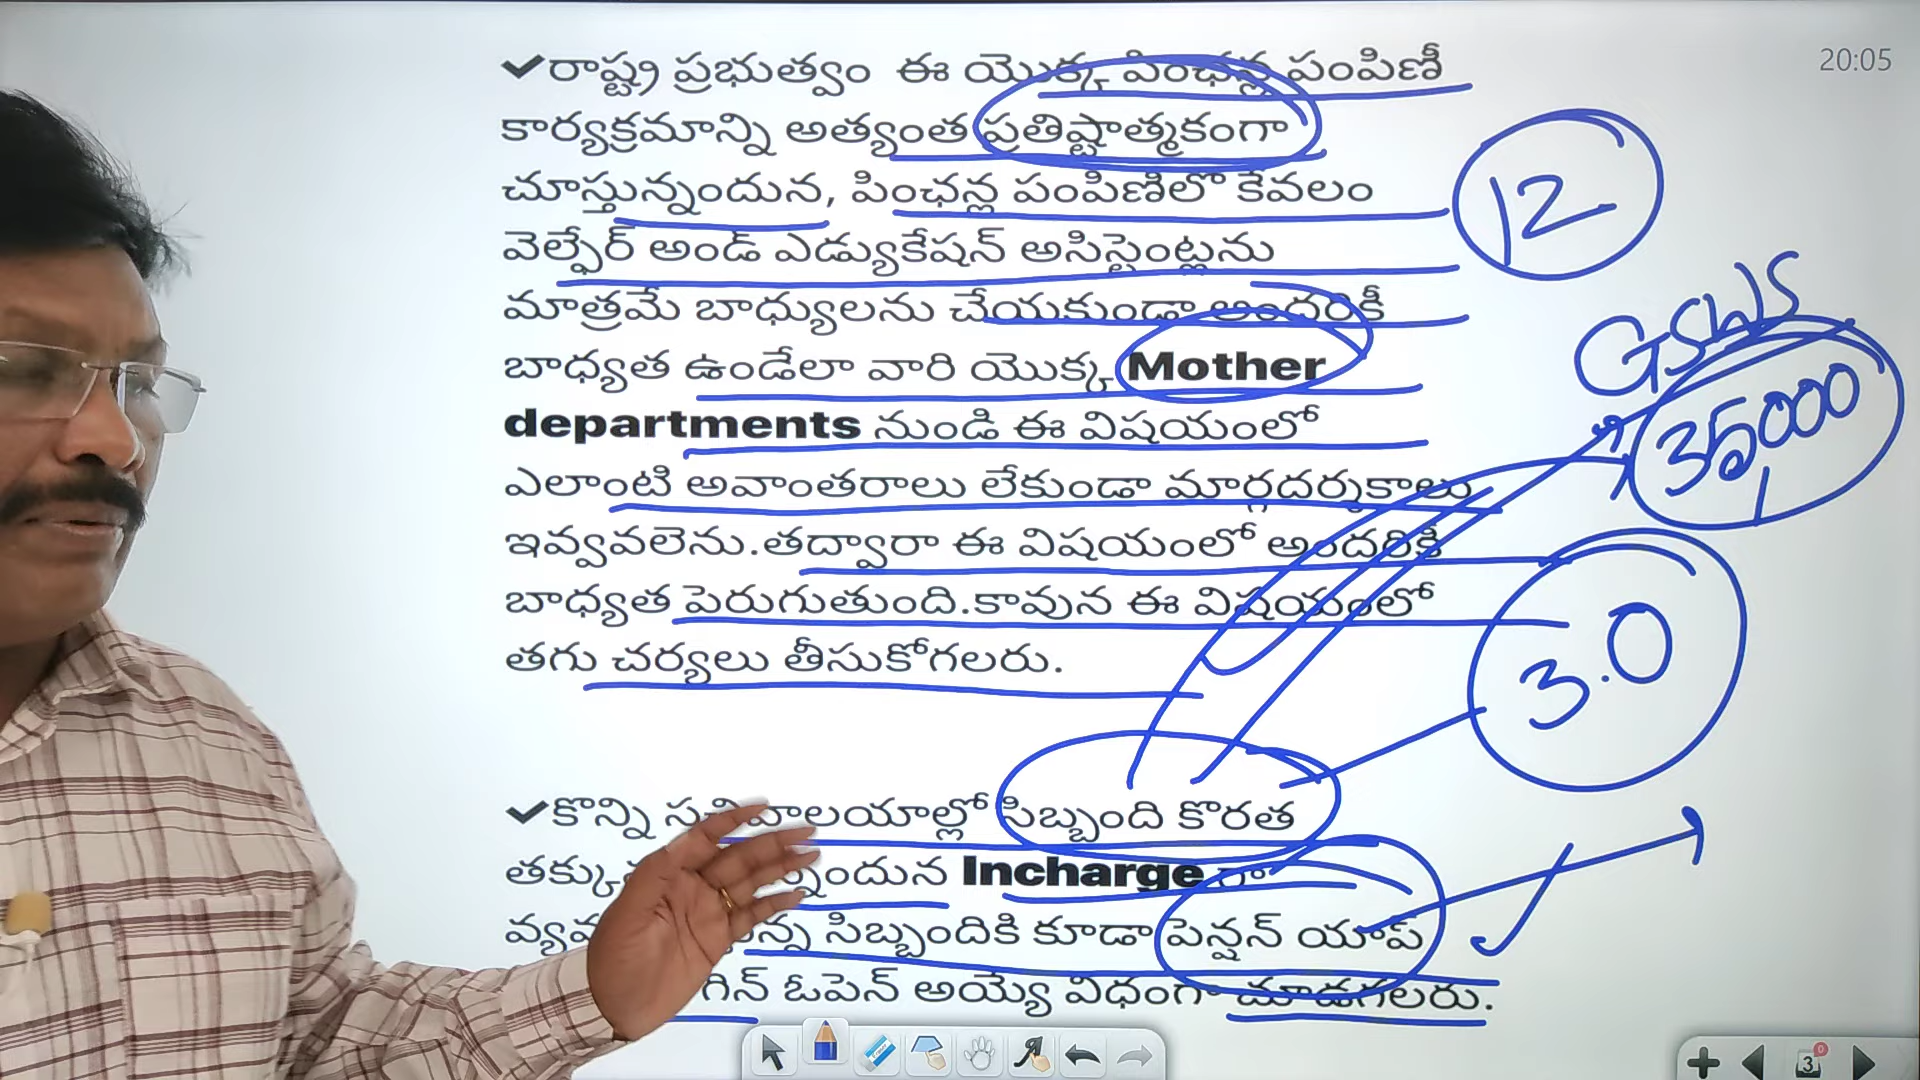 20:05
✔రాష్ట్ర ప్రభుత్వం ఈ యొక్క పింఛన్ల పంపిణీ
కార్యక్రమాన్ని అత్యంత ప్రతిష్టాత్మకంగా
చూస్తున్నందున, పింఛన్ల పంపిణీలో కేవలం
వెల్ఫేర్ అండ్ ఎడ్యుకేషన్ అసిస్టెంట్లను
మాత్రమే బాధ్యులను చేయకుండా అందరికీ
బాధ్యత ఉండేలా వారి యొక్క Mother
departments నుండి ఈ విషయంలో
ఎలాంటి అవాంతరాలు లేకుండా మార్గదర్శకాలు
ఇవ్వవలెను.తద్వారా ఈ విషయంలో అందరికీ
బాధ్యత పెరుగుతుంది.కావున ఈ విషయంలో
తగు చర్యలు తీసుకోగలరు.
12
GSWS
35000
3.0
✔కొన్ని సచివాలయాల్లో సిబ్బంది కొరత
Incharge గా
సిబ్బందికి కూడా పెన్షన్ యాప్
ఓపెన్ అయ్యే విధంగా చూడగలరు.
3